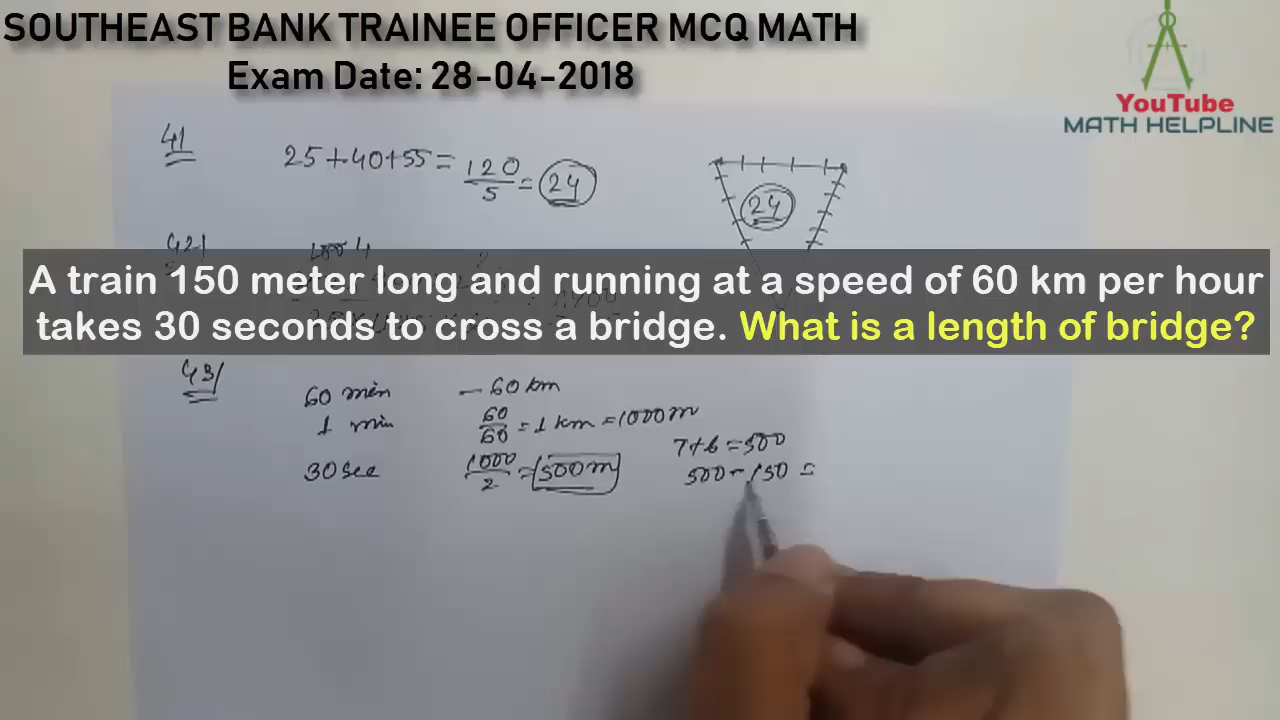 SOUTHEAST BANK TRAINEE OFFICER MCQ MATH
Exam Date: 28-04-2018
YouTube
MATH HELPLINE
41
25+40+55=120/5=24
24
42
A train 150 meter long and running at a speed of 60 km per hour
takes 30 seconds to cross a bridge. What is a length of bridge?
43
60 min — 60 km
1 min 60/60 = 1 km = 1000m
T+b = 500
30 sec 1000/2 = 500m
500-150 =